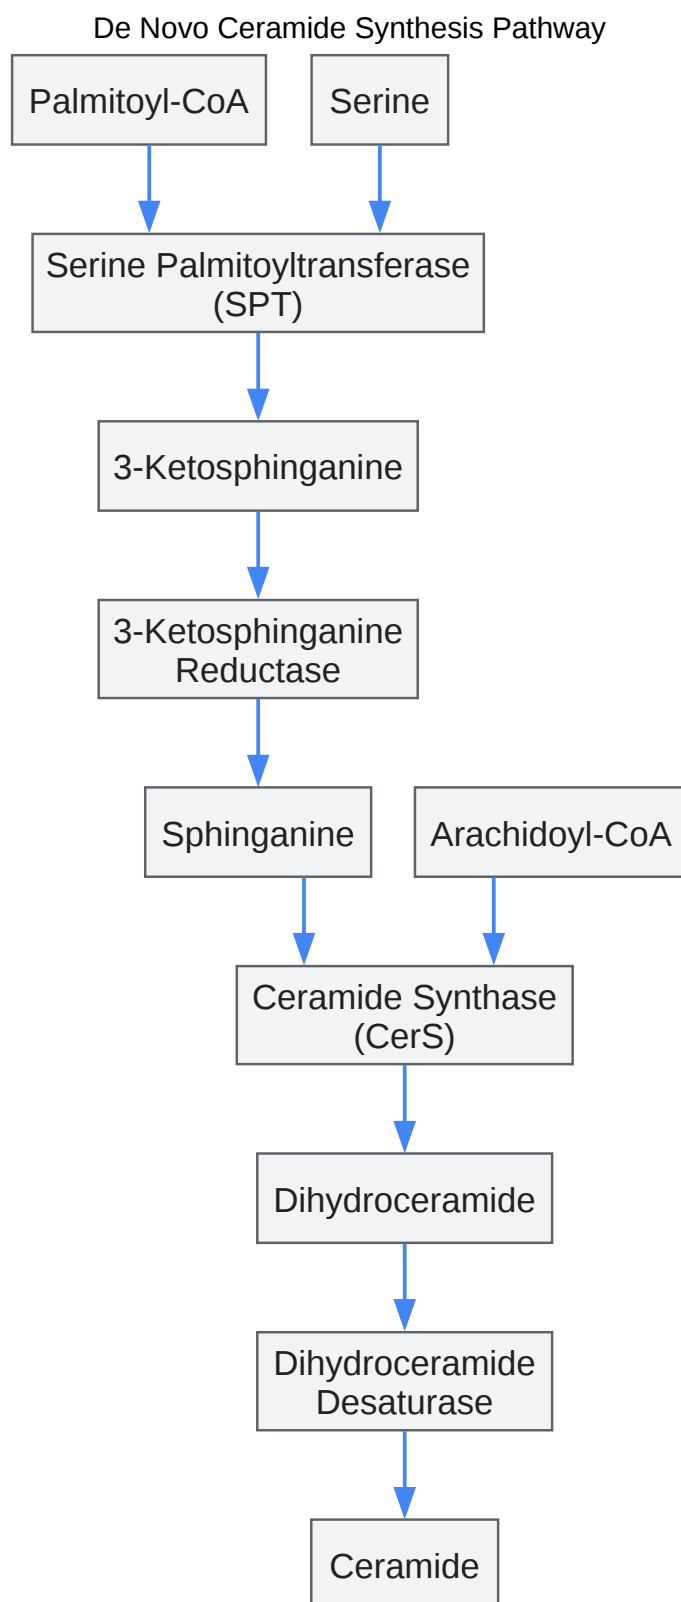 De Novo Ceramide Synthesis Pathway
Palmitoyl-CoA
Serine
Serine Palmitoyltransferase
(SPT)
3-Ketosphinganine
3-Ketosphinganine
Reductase
Sphinganine
Arachidoyl-CoA
Ceramide Synthase
(CerS)
Dihydroceramide
Dihydroceramide
Desaturase
Ceramide